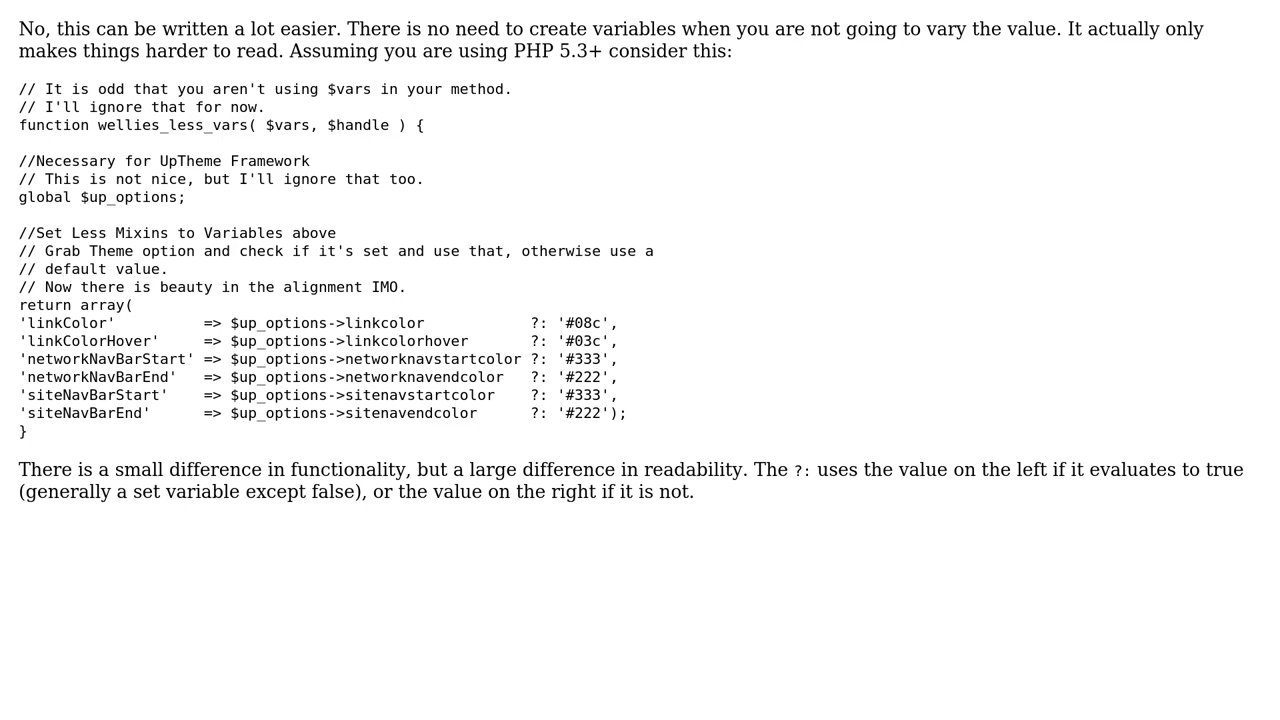 No, this can be written a lot easier. There is no need to create variables when you are not going to vary the value. It actually only
makes things harder to read. Assuming you are using PHP 5.3+ consider this:
// It is odd that you aren't using $vars in your method.
// I'll ignore that for now.
function wellies_less_vars( $vars, $handle ) {
//Necessary for UpTheme Framework
// This is not nice, but I'll ignore that too.
global $up_options;
//Set Less Mixins to Variables above
// Grab Theme option and check if it's set and use that, otherwise use a
// default value.
// Now there is beauty in the alignment IMO.
return array(
'linkColor'          => $up_options->linkcolor            ?: '#08c',
'linkColorHover'     => $up_options->linkcolorhover       ?: '#03c',
'networkNavBarStart' => $up_options->networknavstartcolor ?: '#333',
'networkNavBarEnd'   => $up_options->networknavendcolor   ?: '#222',
'siteNavBarStart'    => $up_options->sitenavstartcolor    ?: '#333',
'siteNavBarEnd'      => $up_options->sitenavendcolor      ?: '#222');
}
There is a small difference in functionality, but a large difference in readability. The ?: uses the value on the left if it evaluates to true
(generally a set variable except false), or the value on the right if it is not.